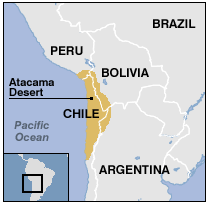 BRAZIL
PERU
BOLIVIA
Atacama
Desert
CHILE
Pacific
Ocean
ARGENTINA